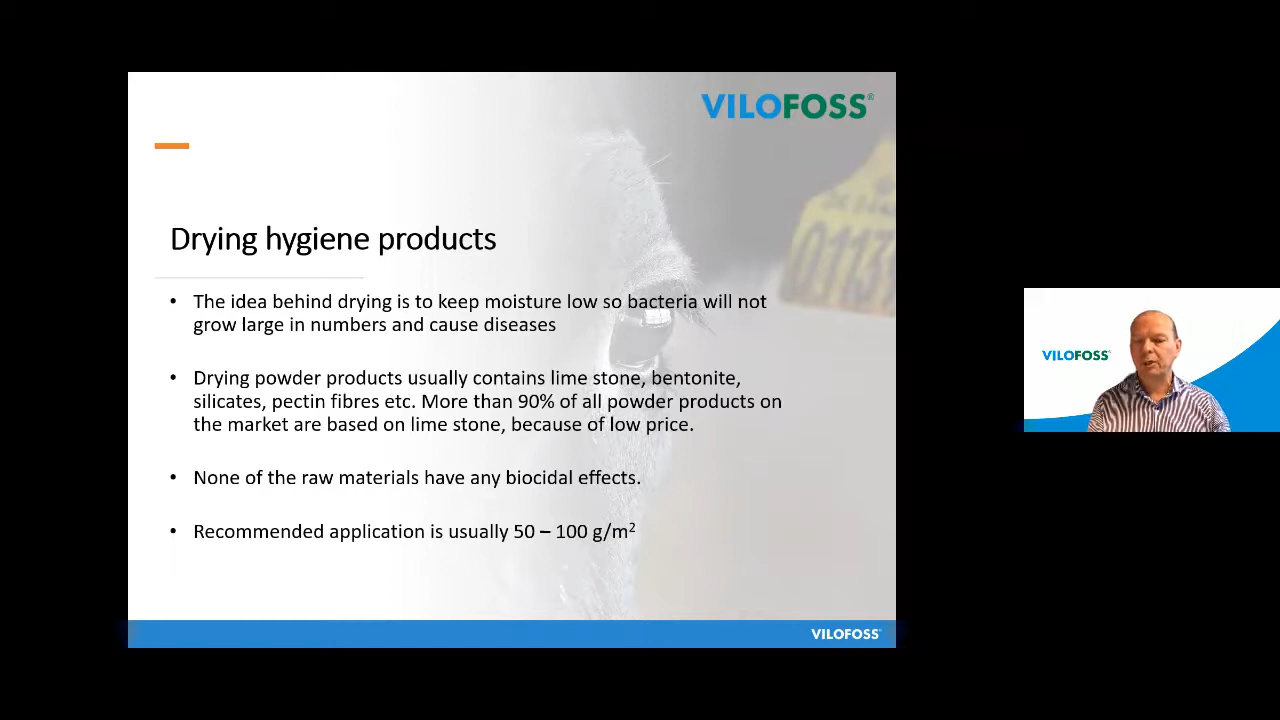 VILOFOSS®
Drying hygiene products
• The idea behind drying is to keep moisture low so bacteria will not
grow large in numbers and cause diseases
• Drying powder products usually contains lime stone, bentonite,
silicates, pectin fibres etc. More than 90% of all powder products on
the market are based on lime stone, because of low price.
• None of the raw materials have any biocidal effects.
• Recommended application is usually 50 – 100 g/m²
VILOFOSS®
VILOFOSS®